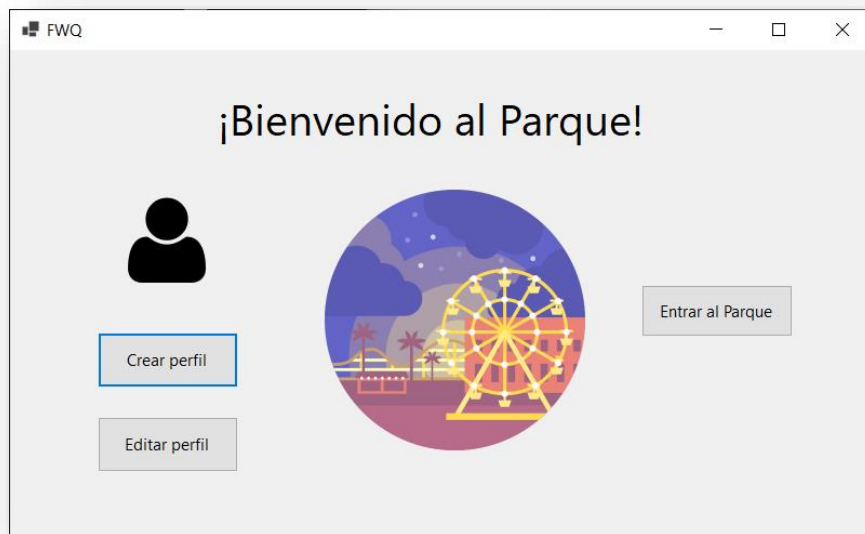 FWQ
¡Bienvenido al Parque!
Entrar al Parque
Crear perfil
Editar perfil